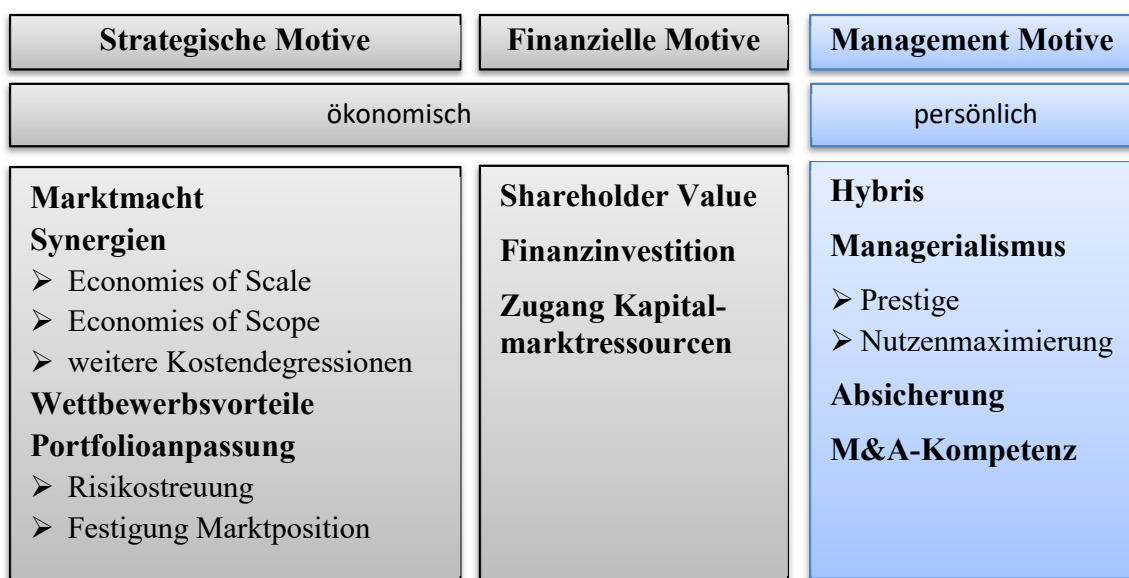 Strategische Motive
Finanzielle Motive
Management Motive
ökonomisch
persönlich
Marktmacht
Synergien
➢ Economies of Scale
➢ Economies of Scope
➢ weitere Kostendegressionen
Wettbewerbsvorteile
Portfolioanpassung
➢ Risikostreuung
➢ Festigung Marktposition
Shareholder Value
Finanzinvestition
Zugang Kapital-
marktressourcen
Hybris
Managerialismus
➢ Prestige
➢ Nutzenmaximierung
Absicherung
M&A-Kompetenz